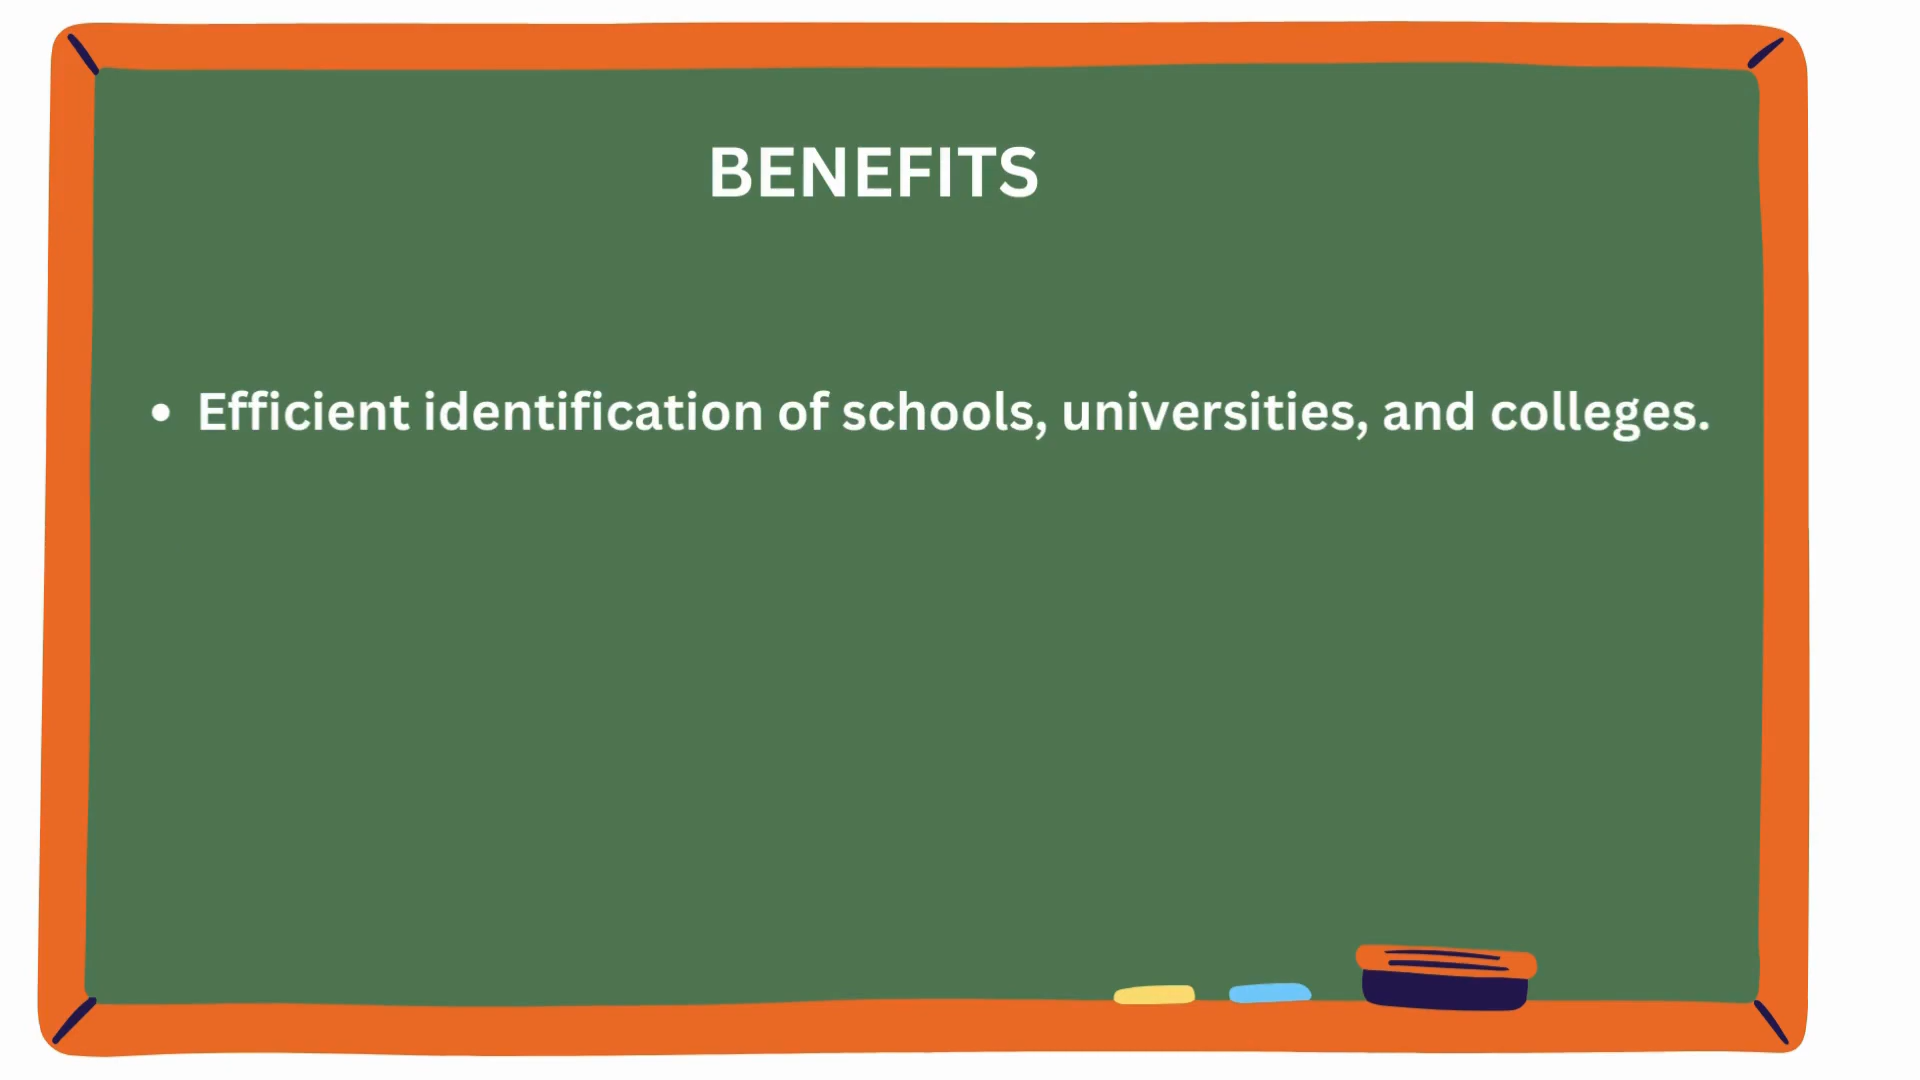 BENEFITS
• Efficient identification of schools, universities, and colleges.